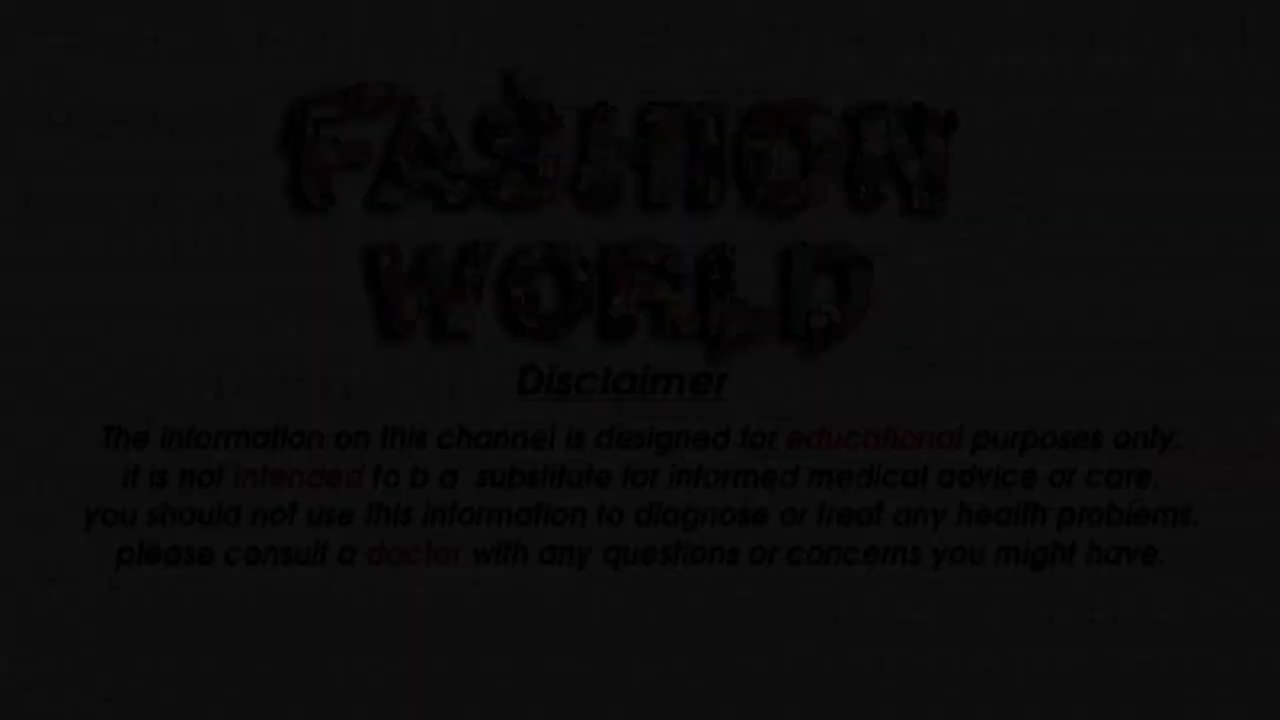 FASHION
WORLD
Disclaimer
The information on this channel is designed for educational purposes only.
it is not intended to b a substitute for informed medical advice or care.
you should not use this information to diagnose or treat any health problems.
please consult a doctor with any questions or concerns you might have.